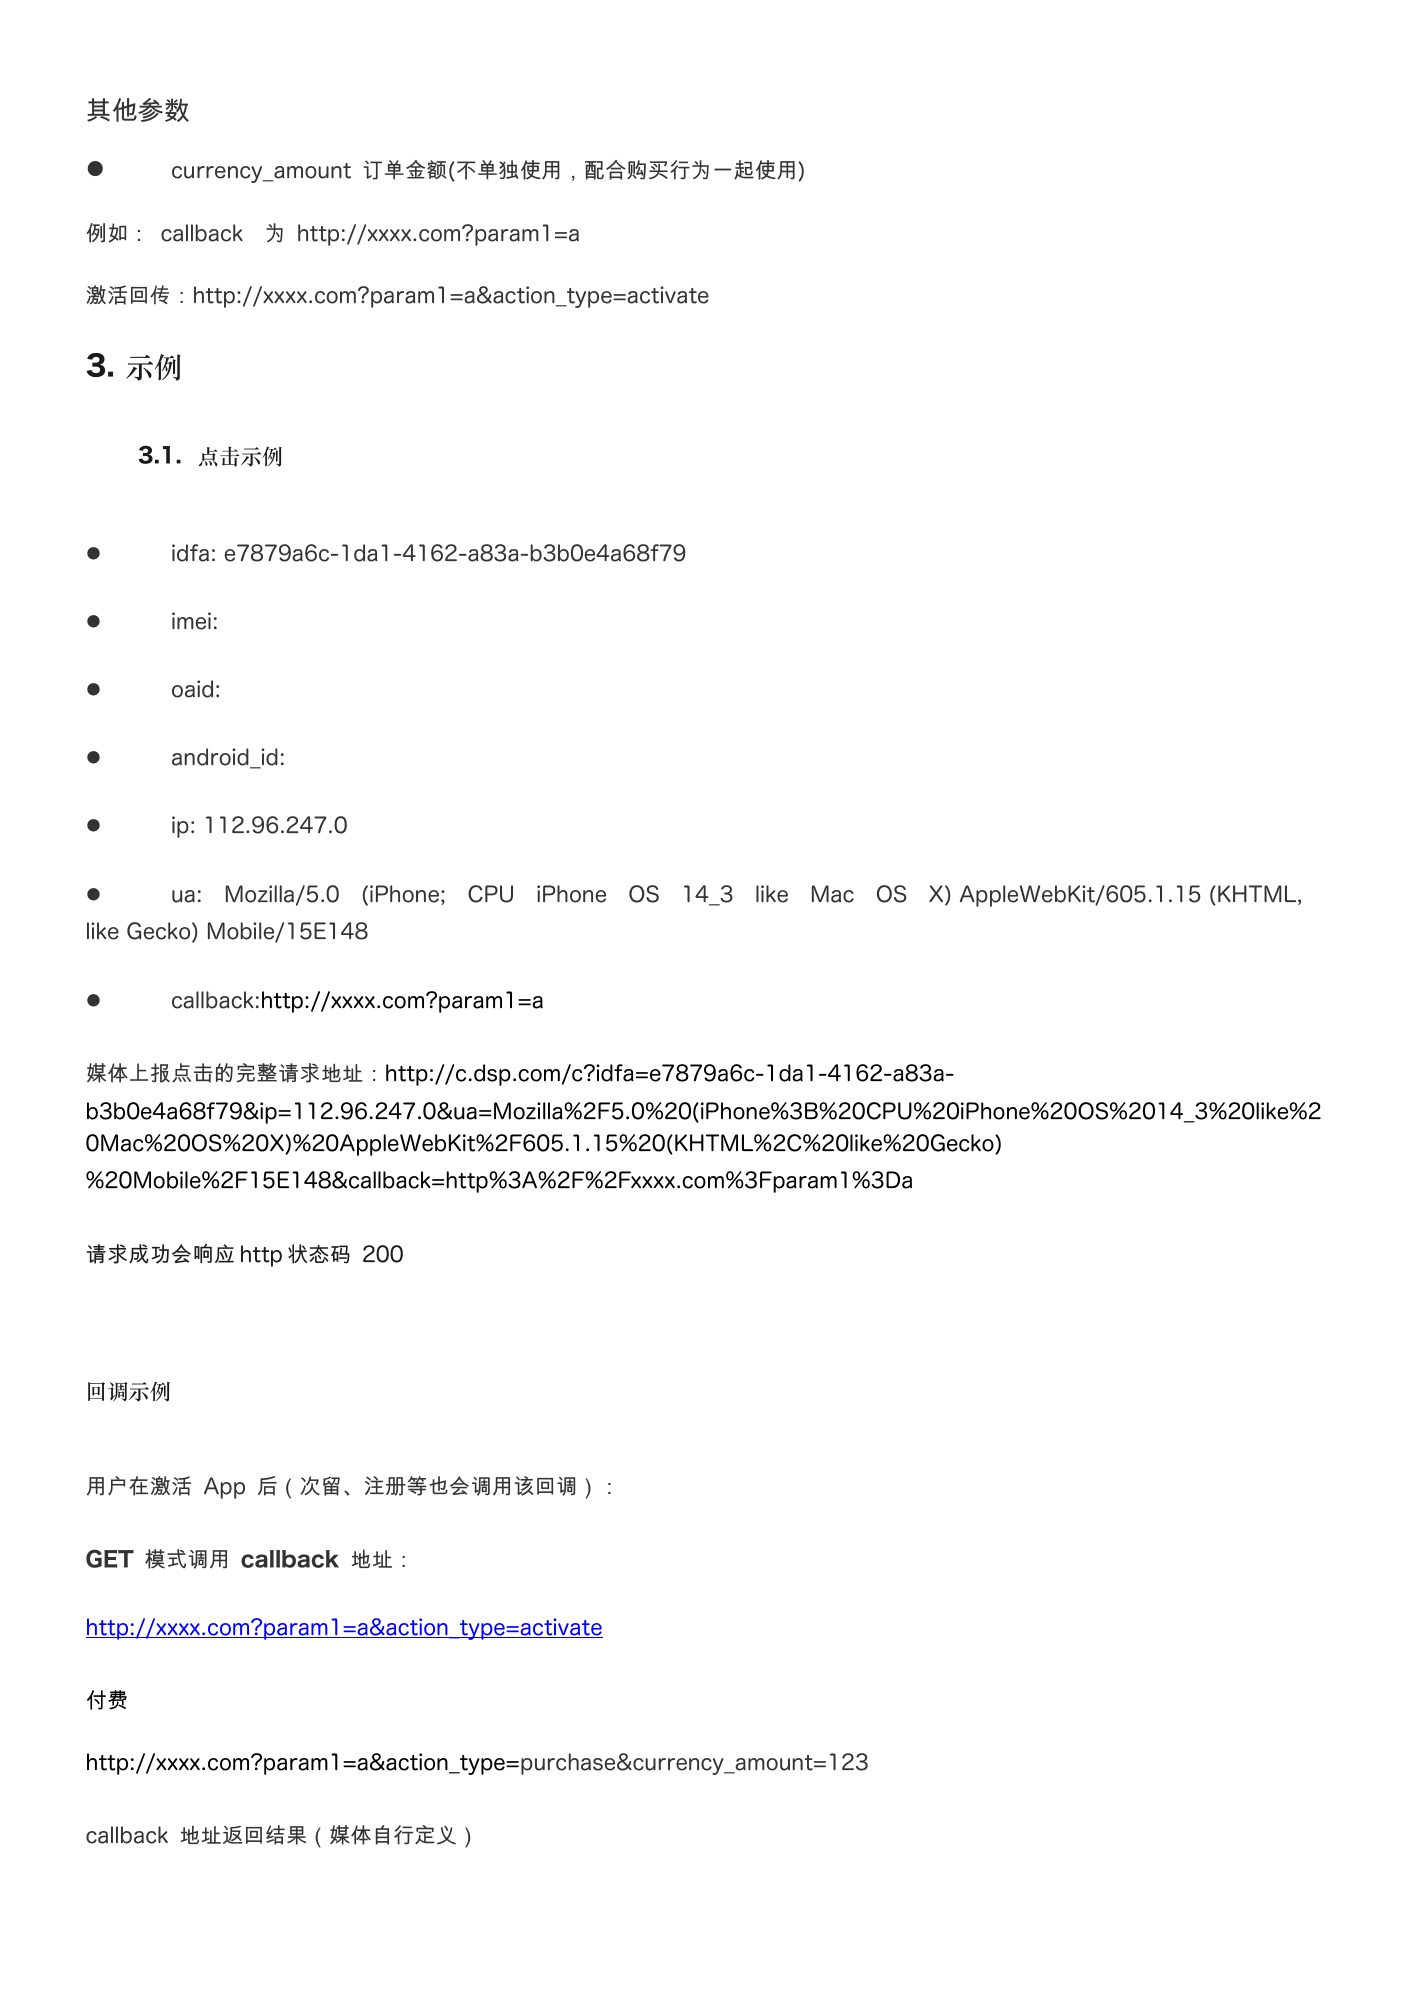 其他参数
● currency_amount 订单金额(不单独使用，配合购买行为一起使用)
例如： callback 为 http://xxxx.com?param1=a
激活回传：http://xxxx.com?param1=a&action_type=activate
3. 示例
3.1. 点击示例
● idfa: e7879a6c-1da1-4162-a83a-b3b0e4a68f79
● imei:
● oaid:
● android_id:
● ip: 112.96.247.0
● ua: Mozilla/5.0 (iPhone; CPU iPhone OS 14_3 like Mac OS X) AppleWebKit/605.1.15 (KHTML,
like Gecko) Mobile/15E148
● callback:http://xxxx.com?param1=a
媒体上报点击的完整请求地址：http://c.dsp.com/c?idfa=e7879a6c-1da1-4162-a83a-
b3b0e4a68f79&ip=112.96.247.0&ua=Mozilla%2F5.0%20(iPhone%3B%20CPU%20iPhone%20OS%2014_3%20like%2
0Mac%20OS%20X)%20AppleWebKit%2F605.1.15%20(KHTML%2C%20like%20Gecko)
%20Mobile%2F15E148&callback=http%3A%2F%2Fxxxx.com%3Fparam1%3Da
请求成功会响应http状态码 200
回调示例
用户在激活 App 后（次留、注册等也会调用该回调）：
GET 模式调用 callback 地址：
http://xxxx.com?param1=a&action_type=activate
付费
http://xxxx.com?param1=a&action_type=purchase&currency_amount=123
callback 地址返回结果（媒体自行定义）